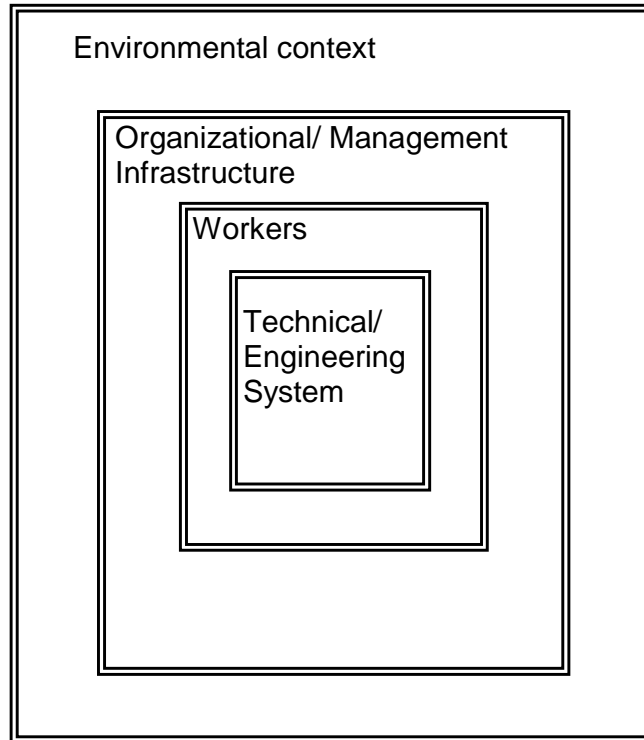 Environmental context
Organizational/ Management
Infrastructure
Workers
Technical/
Engineering
System